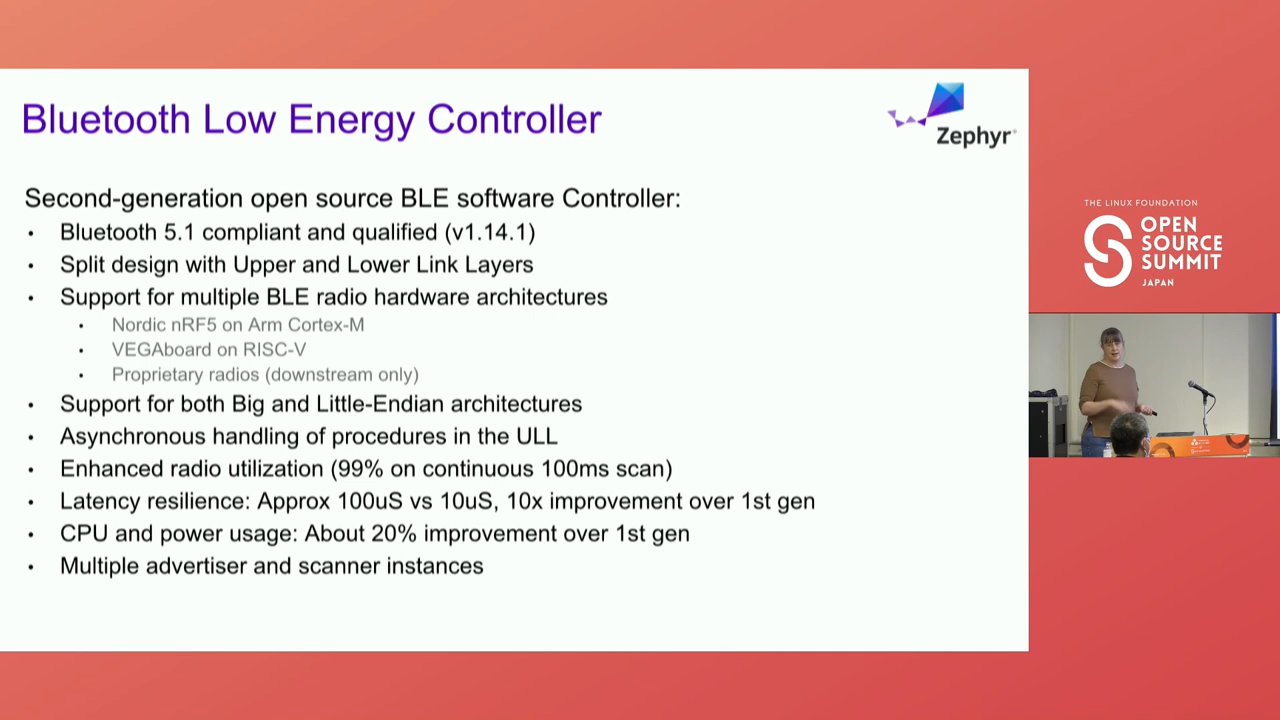 Bluetooth Low Energy Controller
Zephyr
Second-generation open source BLE software Controller:
• Bluetooth 5.1 compliant and qualified (v1.14.1)
• Split design with Upper and Lower Link Layers
• Support for multiple BLE radio hardware architectures
• Nordic nRF5 on Arm Cortex-M
• VEGAboard on RISC-V
• Proprietary radios (downstream only)
• Support for both Big and Little-Endian architectures
• Asynchronous handling of procedures in the ULL
• Enhanced radio utilization (99% on continuous 100ms scan)
• Latency resilience: Approx 100uS vs 10uS, 10x improvement over 1st gen
• CPU and power usage: About 20% improvement over 1st gen
• Multiple advertiser and scanner instances
THE LINUX FOUNDATION
OPEN
SOURCE
SUMMIT
JAPAN